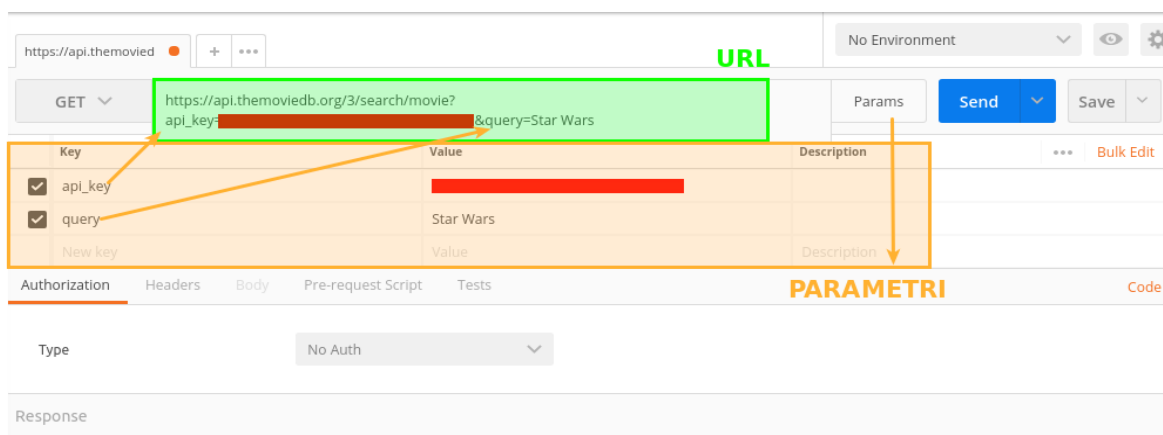 https://api.themovied + ••• No Environment
URL
GET https://api.themoviedb.org/3/search/movie? Params Send Save
api_key= &query=Star Wars
Key Value Description ••• Bulk Edit
api_key
query Star Wars
New key Value Description
Authorization Headers Body Pre-request Script Tests PARAMETRI Code
Type No Auth
Response